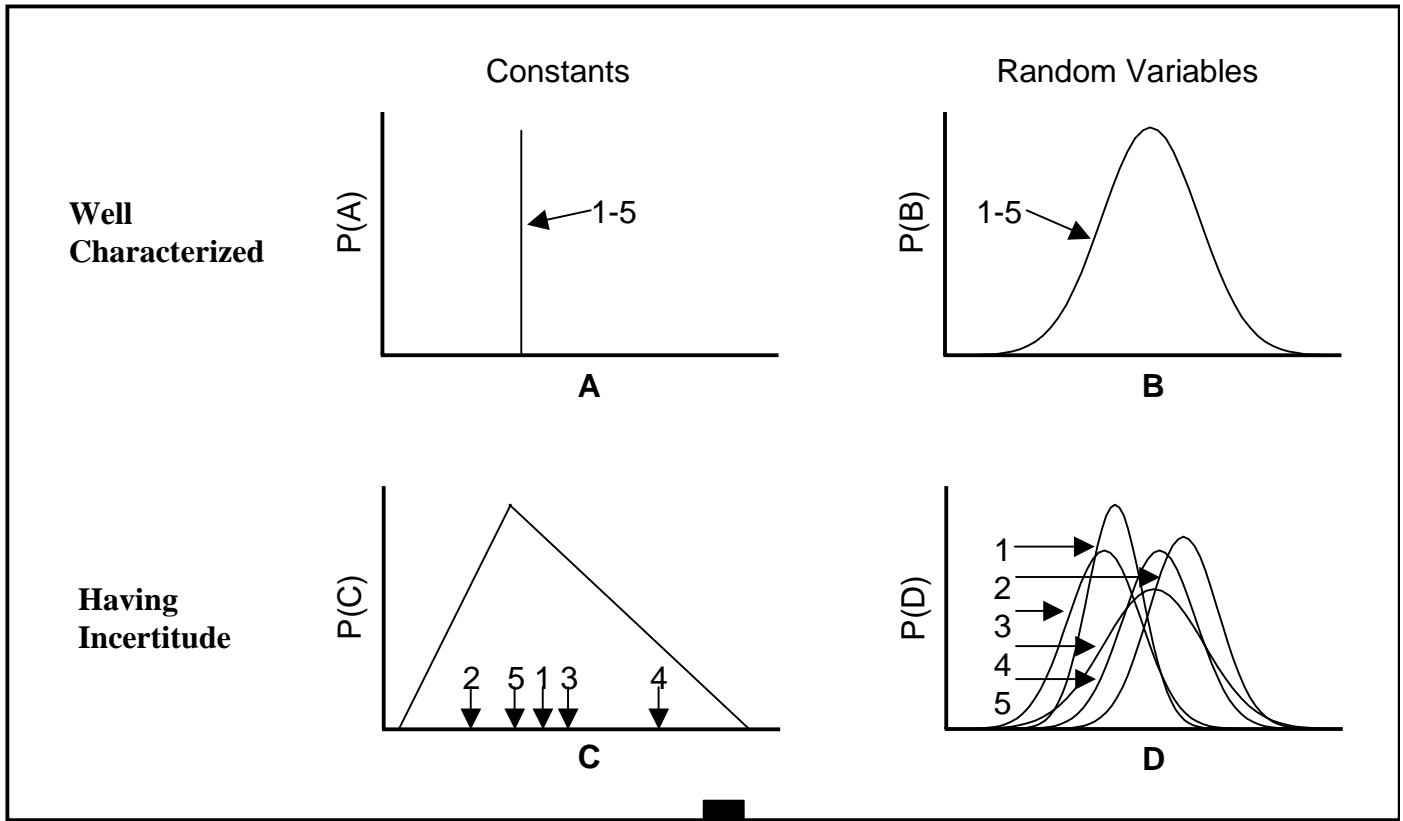 Constants
Random Variables
Well
Characterized
P(A)
1-5
A
P(B)
1-5
B
Having
Incertitude
P(C)
2 5 1 3 4
C
P(D)
1
2
3
4
5
D